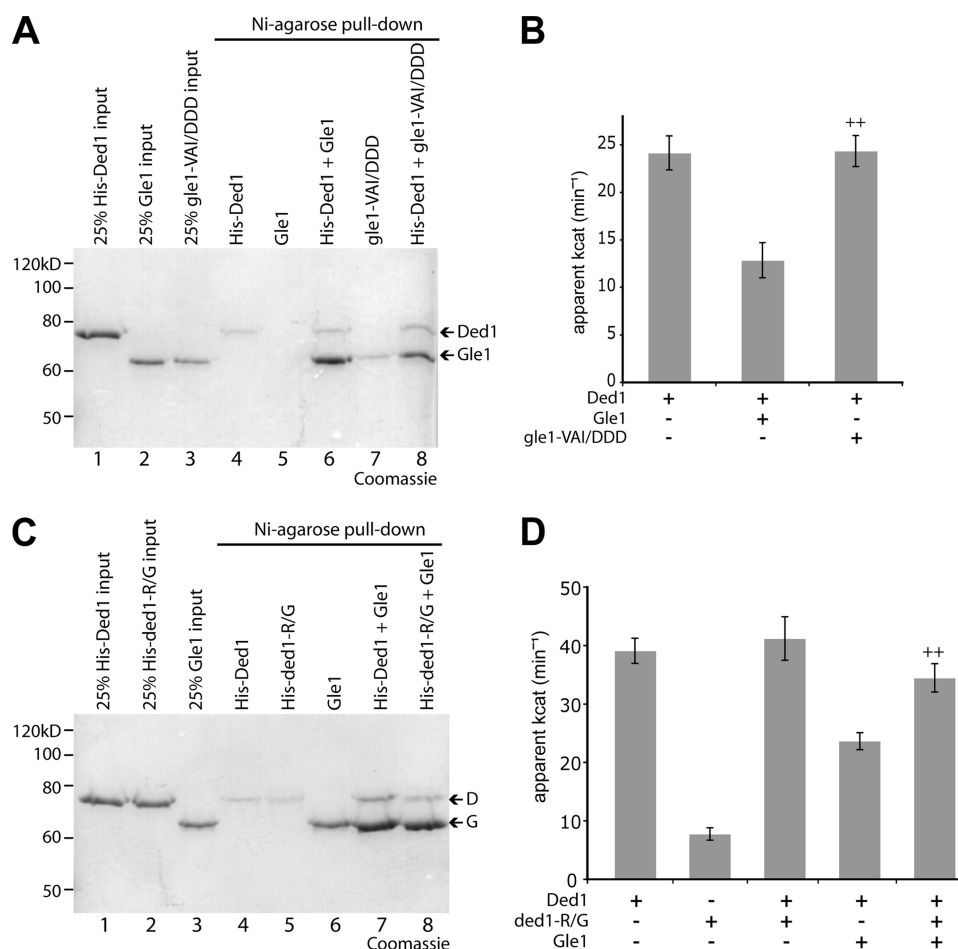 A
Ni-agarose pull-down
25% His-Ded1 input
25% Gle1 input
25% gle1-VAI/DDD input
His-Ded1
Gle1
His-Ded1 + Gle1
gle1-VAI/DDD
His-Ded1 + gle1-VAI/DDD
120kD
100
80
60
50
Ded1
Gle1
1 2 3 4 5 6 7 8
Coomassie
B
apparent kcat (min⁻¹)
25
20
15
10
5
0
++
Ded1 + + +
Gle1 - + -
gle1-VAI/DDD - - +
C
Ni-agarose pull-down
25% His-Ded1 input
25% His-ded1-R/G input
25% Gle1 input
His-Ded1
His-ded1-R/G
Gle1
His-Ded1 + Gle1
His-ded1-R/G + Gle1
120kD
100
80
60
50
D
G
1 2 3 4 5 6 7 8
Coomassie
D
apparent kcat (min⁻¹)
50
40
30
20
10
0
++
Ded1 + - + + +
ded1-R/G - + + - +
Gle1 - - - + +